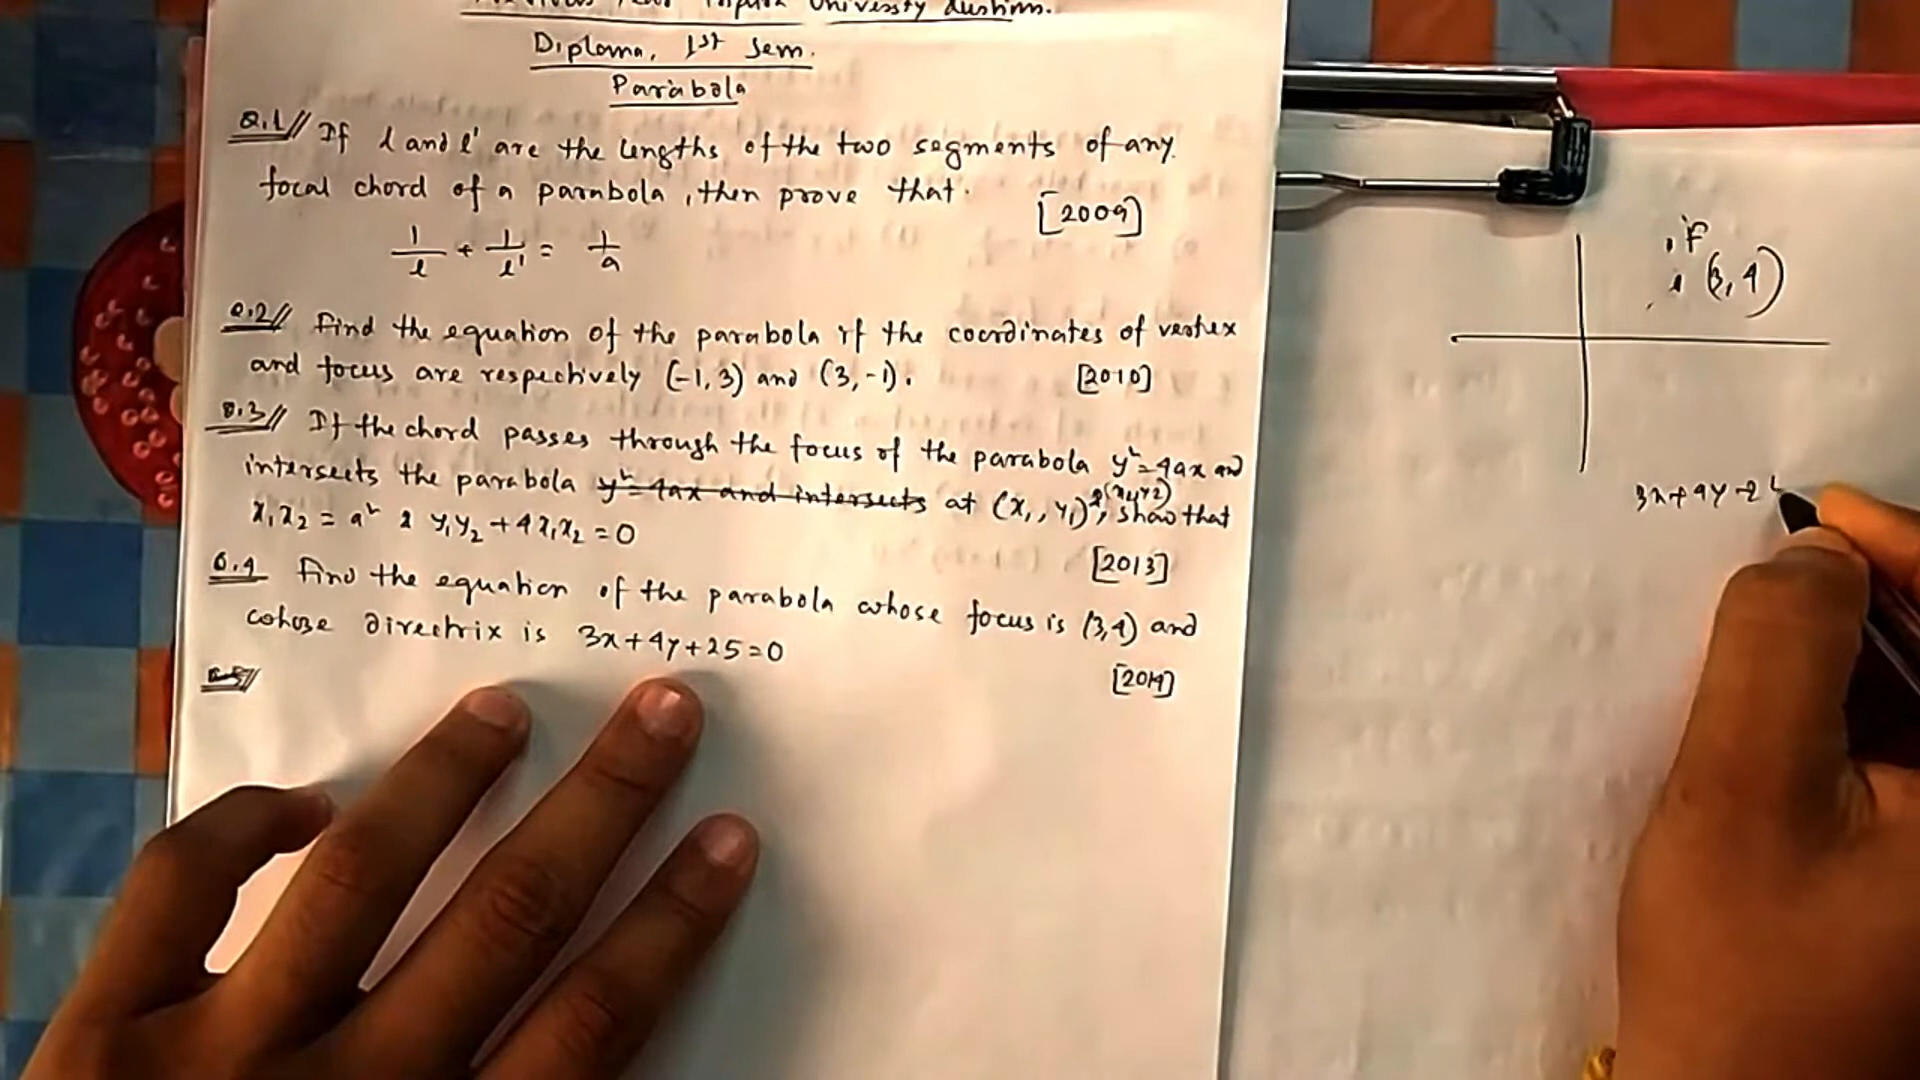 University
Diploma, 1st Sem.
Parabola
Q.1// If l and l' are the lengths of the two segments of any
focal chord of a parabola, then prove that.
[2009]
1/l + 1/l' = 1/a
Q.2// Find the equation of the parabola if the coordinates of vertex
and focus are respectively (-1, 3) and (3, -1).
[2010]
Q.3// If the chord passes through the focus of the parabola y²=4ax and
intersects the parabola y²=4ax and intersects at (x₁, y₁) & (x₂, y₂), show that
x₁x₂ = a² & y₁y₂ + 4x₁x₂ = 0
[2013]
Q.4 Find the equation of the parabola whose focus is (3,4) and
whose directrix is 3x+4y+25=0
[2014]
(3, 4)
3x+4y-2